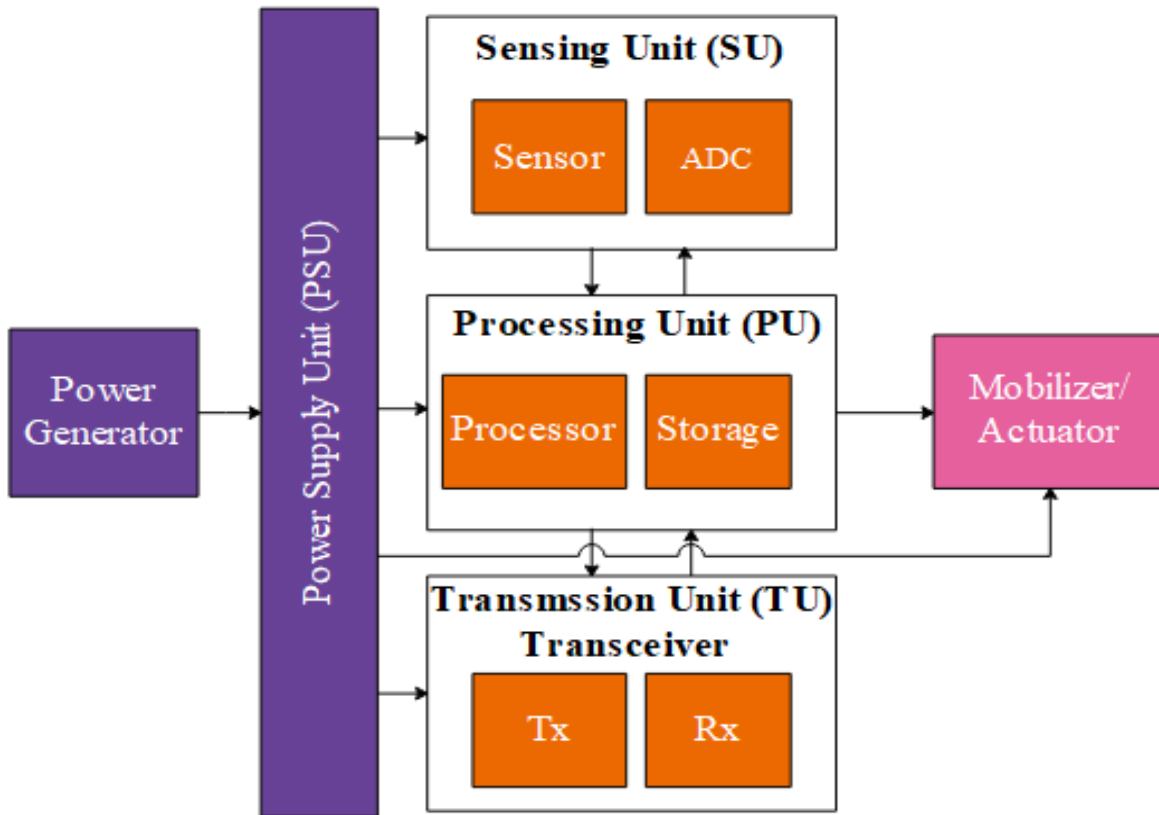 Sensing Unit (SU)
Sensor
ADC
Power Supply Unit (PSU)
Power
Generator
Processing Unit (PU)
Processor
Storage
Mobilizer/
Actuator
Transmssion Unit (TU)
Transceiver
Tx
Rx